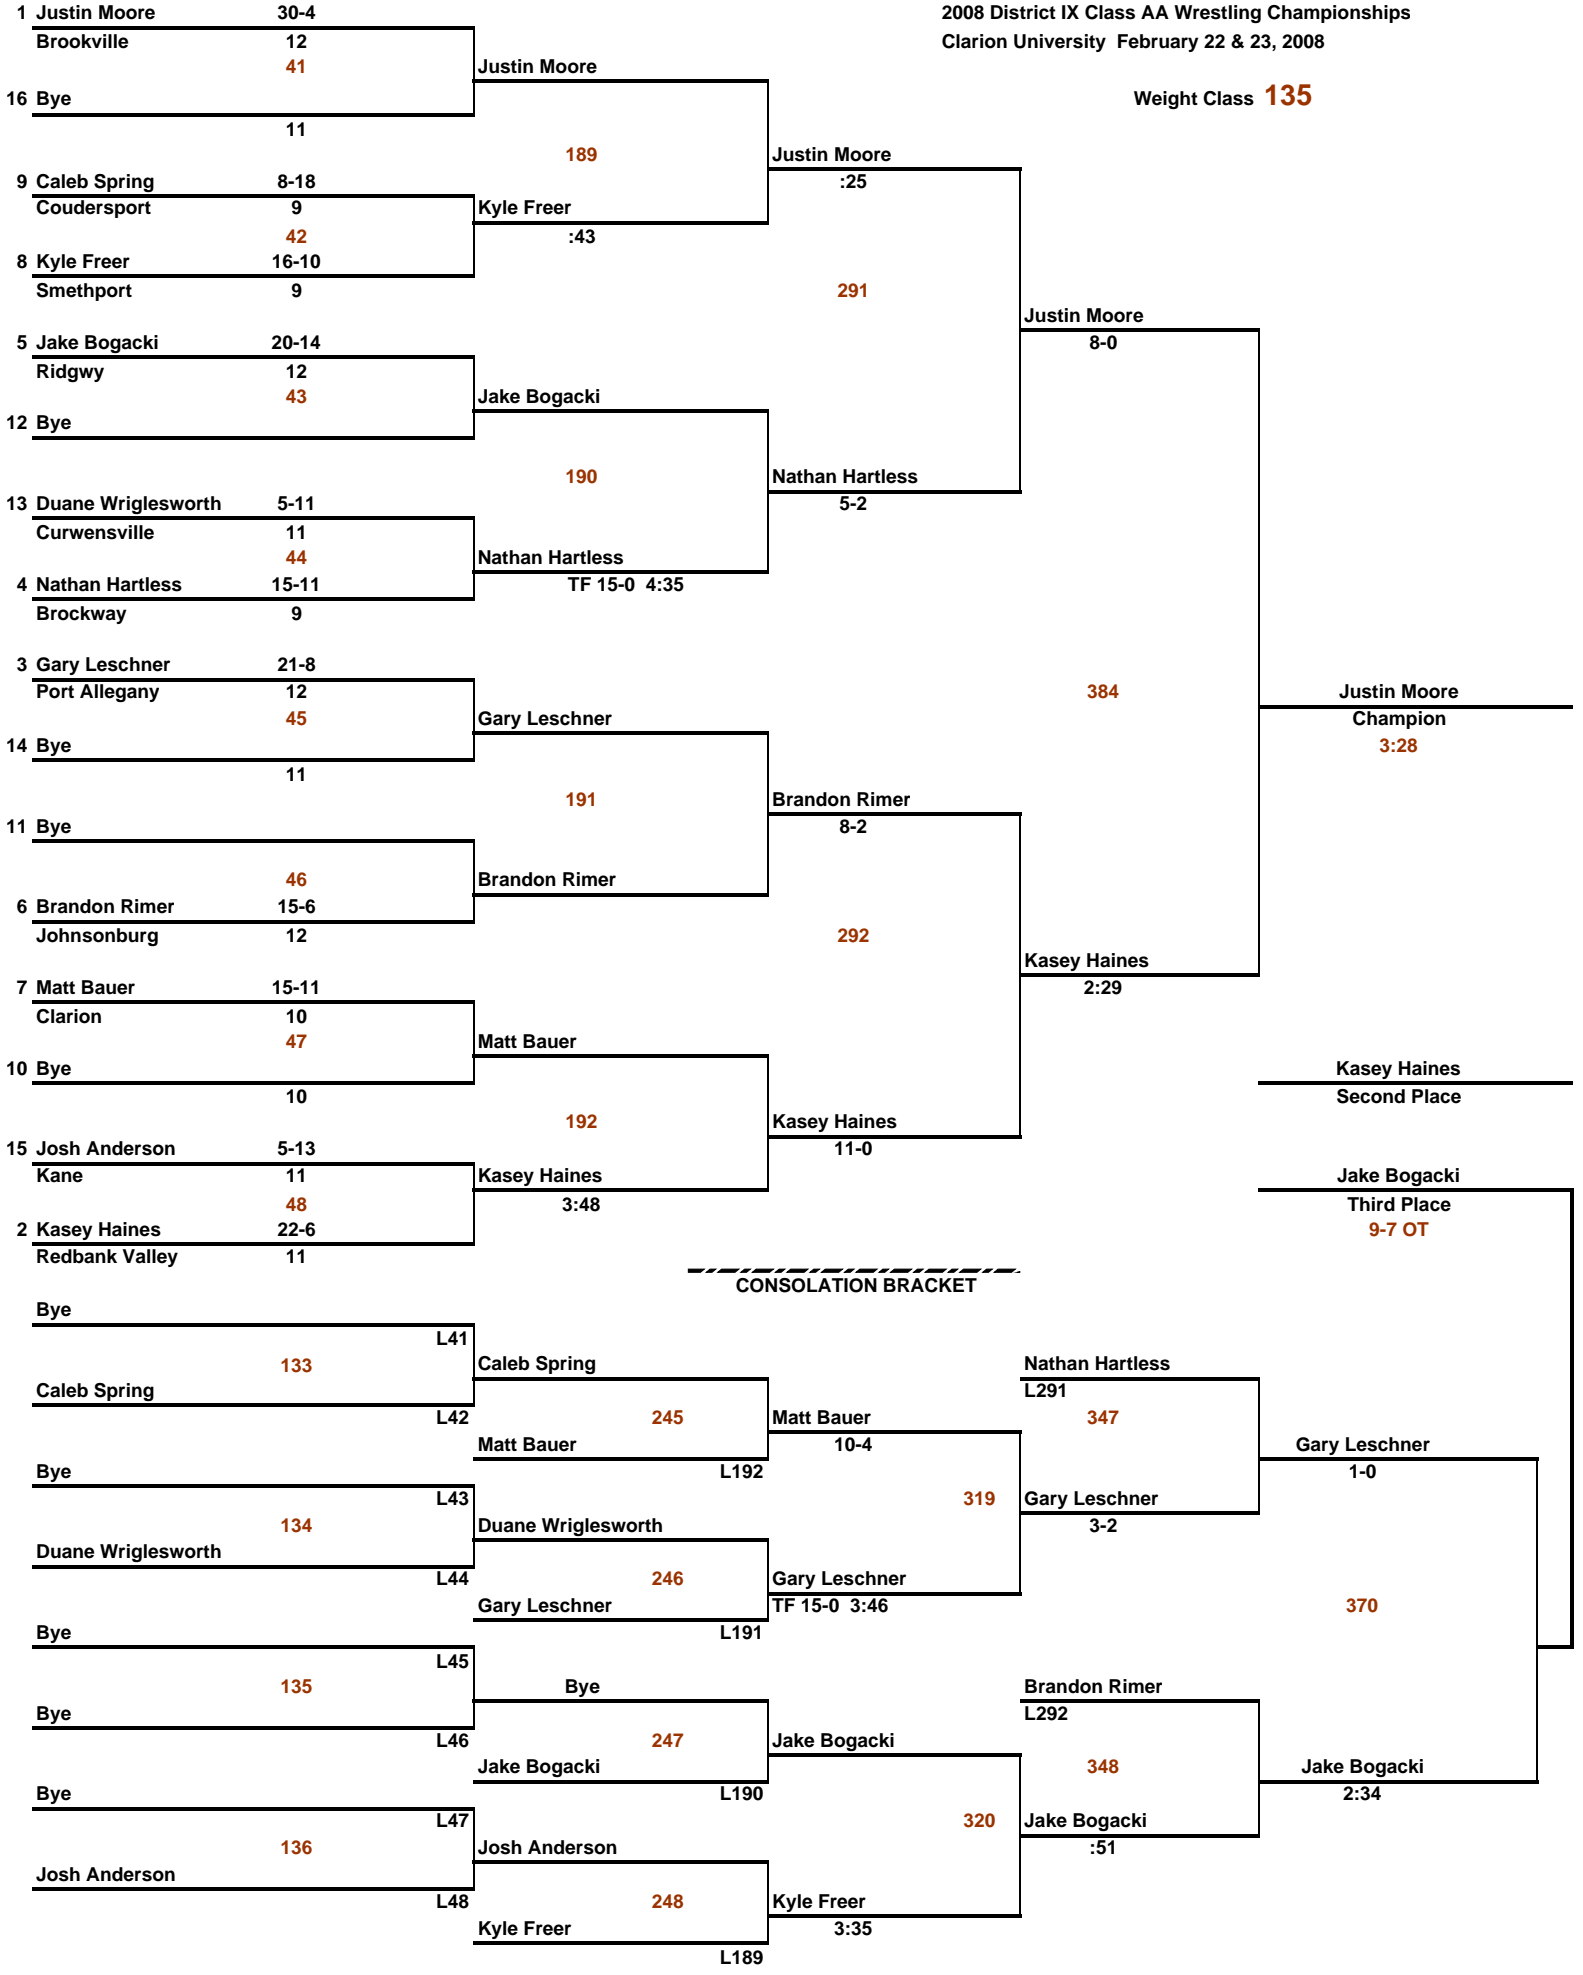 1 Justin Moore 30-4
2008 District IX Class AA Wrestling Championships
Brookville 12
Clarion University February 22 & 23, 2008
41
Justin Moore
16 Bye
Weight Class 135
11
189
Justin Moore
9 Caleb Spring 8-18
:25
Coudersport 9
Kyle Freer
42
:43
8 Kyle Freer 16-10
Smethport 9
291
Justin Moore
5 Jake Bogacki 20-14
8-0
Ridgwy 12
43
Jake Bogacki
12 Bye
190
Nathan Hartless
13 Duane Wriglesworth 5-11
5-2
Curwensville 11
44
Nathan Hartless
4 Nathan Hartless 15-11
TF 15-0 4:35
Brockway 9
3 Gary Leschner 21-8
Port Allegany 12
384
Justin Moore
45
Gary Leschner
Champion
14 Bye
3:28
11
191
Brandon Rimer
11 Bye
8-2
46
Brandon Rimer
6 Brandon Rimer 15-6
Johnsonburg 12
292
Kasey Haines
7 Matt Bauer 15-11
2:29
Clarion 10
47
Matt Bauer
10 Bye
Kasey Haines
10
Second Place
192
Kasey Haines
15 Josh Anderson 5-13
11-0
Kane 11
Kasey Haines
Jake Bogacki
48
3:48
Third Place
2 Kasey Haines 22-6
9-7 OT
Redbank Valley 11
CONSOLATION BRACKET
Bye
L41
133
Caleb Spring
Nathan Hartless
Caleb Spring
L291
L42
245
Matt Bauer
347
Matt Bauer
10-4
Gary Leschner
Bye
L192
1-0
L43
319
Gary Leschner
134
Duane Wriglesworth
3-2
Duane Wriglesworth
L44
246
Gary Leschner
Gary Leschner
TF 15-0 3:46
370
Bye
L191
L45
135
Bye
Brandon Rimer
Bye
L292
L46
247
Jake Bogacki
Jake Bogacki
348
Jake Bogacki
Bye
L190
2:34
L47
320
Jake Bogacki
136
Josh Anderson
:51
Josh Anderson
L48
248
Kyle Freer
Kyle Freer
3:35
L189